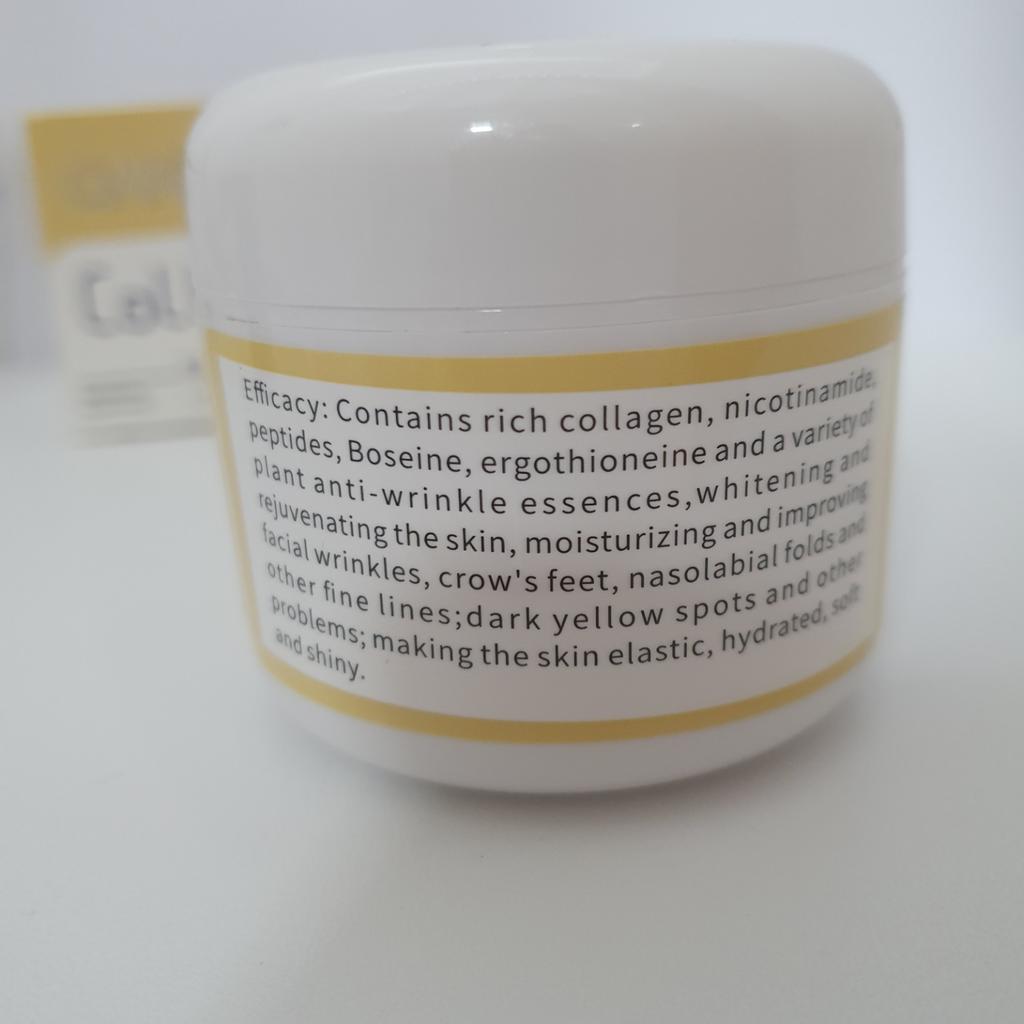 Efficacy: Contains rich collagen, nicotinamide,
peptides, Boseine, ergothioneine and a variety of
plant anti-wrinkle essences,whitening and
rejuvenating the skin, moisturizing and improving
facial wrinkles, crow's feet, nasolabial folds and
other fine lines;dark yellow spots and other
problems; making the skin elastic, hydrated, soft
and shiny.